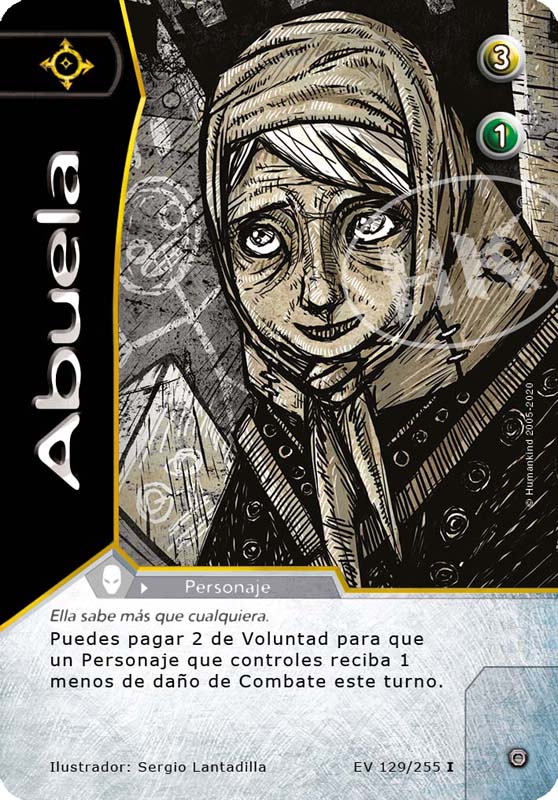 3
1
Abuela
HK
© Humankind 2005-2020
Personaje
Ella sabe más que cualquiera.
Puedes pagar 2 de Voluntad para que
un Personaje que controles reciba 1
menos de daño de Combate este turno.
Ilustrador: Sergio Lantadilla
EV 129/255 I